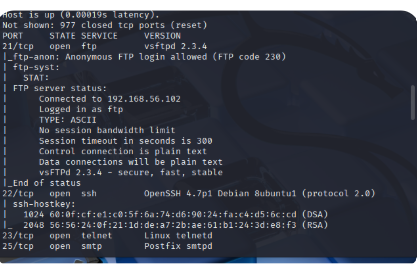 Host is up (0.00019s latency).
Not shown: 977 closed tcp ports (reset)
PORT     STATE SERVICE     VERSION
21/tcp   open  ftp         vsftpd 2.3.4
|_ftp-anon: Anonymous FTP login allowed (FTP code 230)
| ftp-syst:
|   STAT:
| FTP server status:
|      Connected to 192.168.56.102
|      Logged in as ftp
|      TYPE: ASCII
|      No session bandwidth limit
|      Session timeout in seconds is 300
|      Control connection is plain text
|      Data connections will be plain text
|      vsFTPd 2.3.4 - secure, fast, stable
|_End of status
22/tcp   open  ssh         OpenSSH 4.7p1 Debian 8ubuntu1 (protocol 2.0)
| ssh-hostkey:
|   1024 60:0f:cf:e1:c0:5f:6a:74:d6:90:24:fa:c4:d5:6c:cd (DSA)
|_  2048 56:56:24:0f:21:1d:de:a7:2b:ae:61:b1:24:3d:e8:f3 (RSA)
23/tcp   open  telnet      Linux telnetd
25/tcp   open  smtp        Postfix smtpd